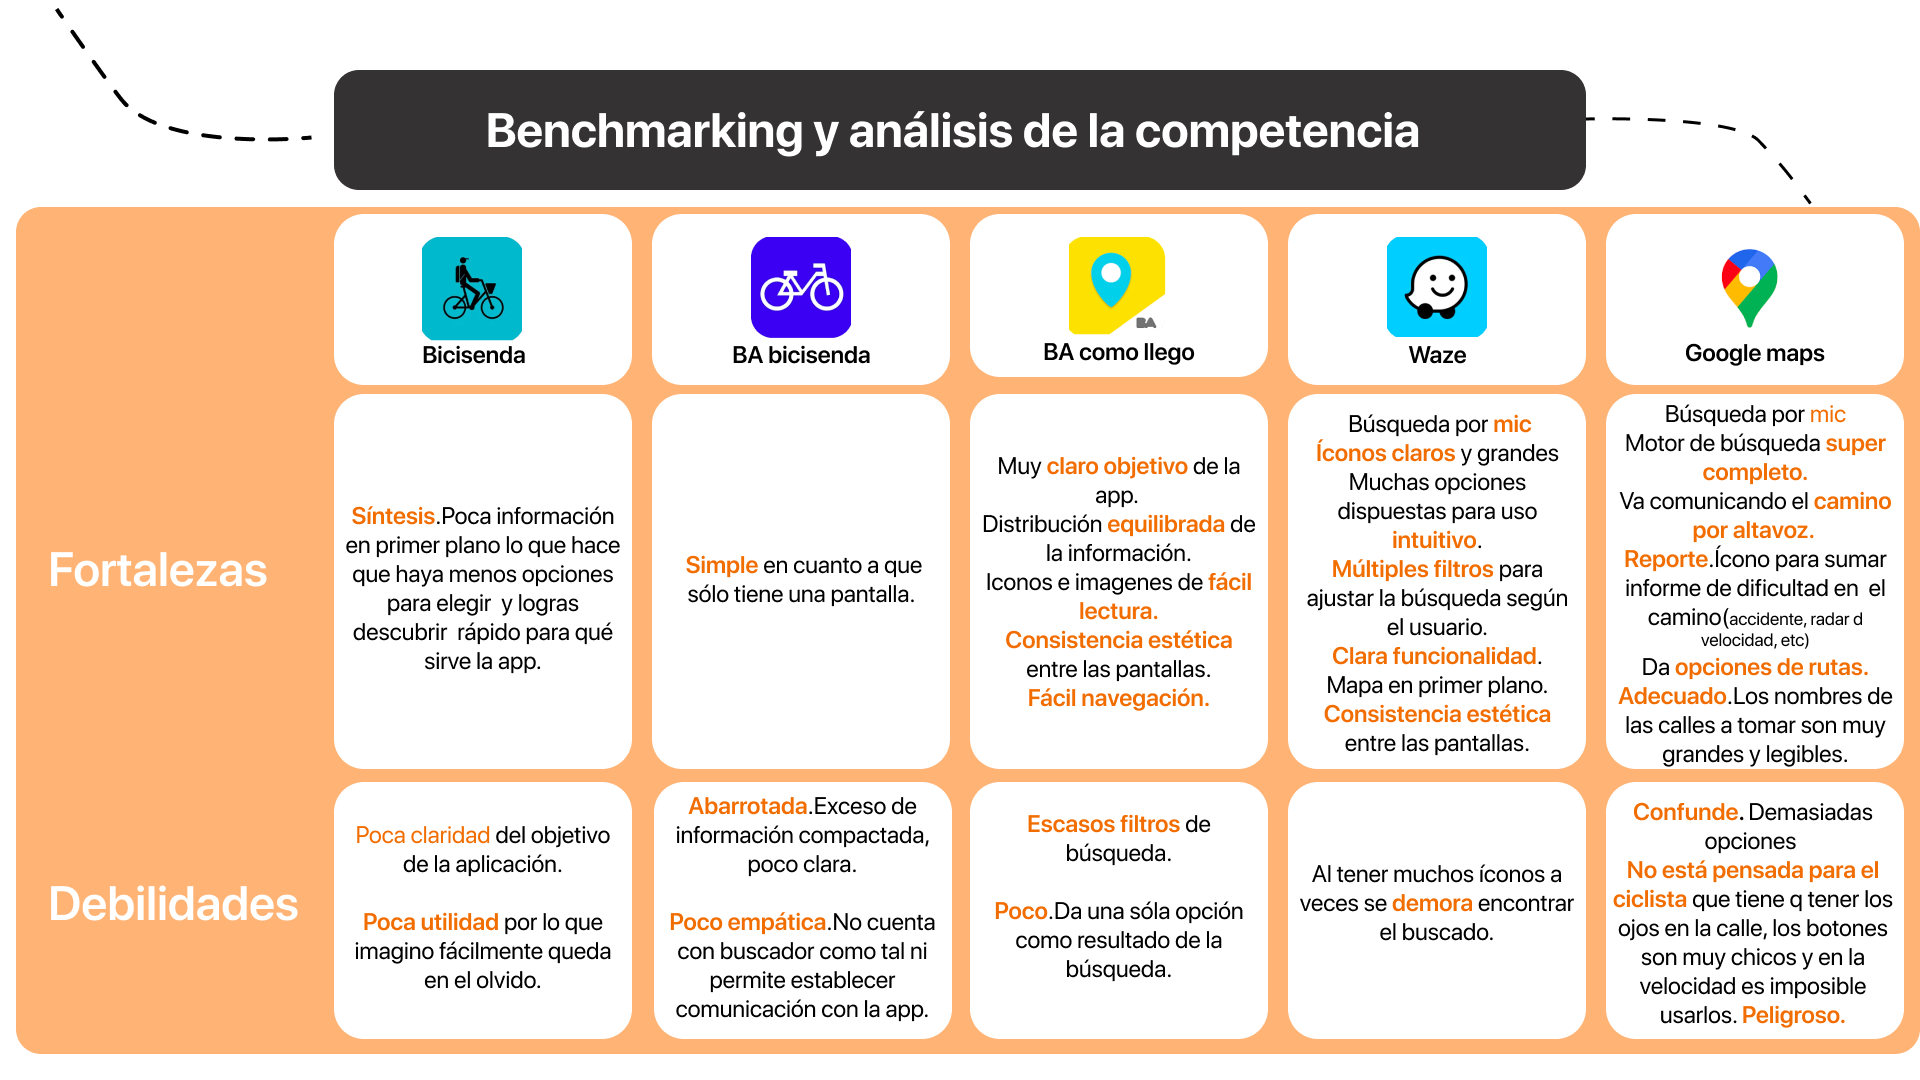 Benchmarking y análisis de la competencia
Bicisenda
BA bicisenda
BA
BA como llego
Waze
Google maps
Fortalezas
Síntesis.Poca información
en primer plano lo que hace
que haya menos opciones
para elegir  y logras
descubrir  rápido para qué
sirve la app.
Simple en cuanto a que
sólo tiene una pantalla.
Muy claro objetivo de la
app.
Distribución equilibrada de
la información.
Iconos e imagenes de fácil
lectura.
Consistencia estética
entre las pantallas.
Fácil navegación.
Búsqueda por mic
Íconos claros y grandes
Muchas opciones
dispuestas para uso
intuitivo.
Múltiples filtros para
ajustar la búsqueda según
el usuario.
Clara funcionalidad.
Mapa en primer plano.
Consistencia estética
entre las pantallas.
Búsqueda por mic
Motor de búsqueda super
completo.
Va comunicando el camino
por altavoz.
Reporte.Ícono para sumar
informe de dificultad en  el
camino(accidente, radar d
velocidad, etc)
Da opciones de rutas.
Adecuado.Los nombres de
las calles a tomar son muy
grandes y legibles.
Debilidades
Poca claridad del objetivo
de la aplicación.
Poca utilidad por lo que
imagino fácilmente queda
en el olvido.
Abarrotada.Exceso de
información compactada,
poco clara.
Poco empática.No cuenta
con buscador como tal ni
permite establecer
comunicación con la app.
Escasos filtros de
búsqueda.
Poco.Da una sóla opción
como resultado de la
búsqueda.
Al tener muchos íconos a
veces se demora encontrar
el buscado.
Confunde. Demasiadas
opciones
No está pensada para el
ciclista que tiene q tener los
ojos en la calle, los botones
son muy chicos y en la
velocidad es imposible
usarlos. Peligroso.